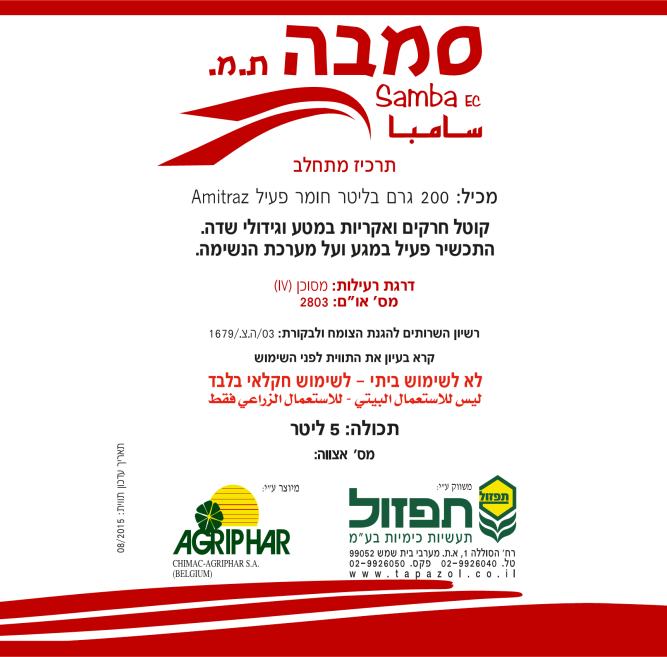 סמבה ת.מ.
Samba EC
سامبا
תרכיז מתחלב
מכיל: 200 גרם בליטר חומר פעיל Amitraz
קוטל חרקים ואקריות במטע וגידולי שדה.
התכשיר פעיל במגע ועל מערכת הנשימה.
דרגת רעילות: מסוכן (IV)
מס׳ או״ם: 2803
רשיון השרותים להגנת הצומח ולבקורת: 03/ה.צ./1679
קרא בעיון את התווית לפני השימוש
לא לשימוש ביתי – לשימוש חקלאי בלבד
ليس للاستعمال البيتي - للاستعمال الزراعي فقط
תכולה: 5 ליטר
מס׳ אצווה:
משווק ע״י:
תפזול
תפזול
תעשיות כימיות בע״מ
רח׳ הסוללה 1, א.ת. מערבי בית שמש 99052
טל. 02-9926040 פקס. 02-9926050
www.tapazol.co.il
מיוצר ע״י:
AGRIPHAR
CHIMAC-AGRIPHAR S.A.
(BELGIUM)
תאריך עדכון תווית: 08/2015